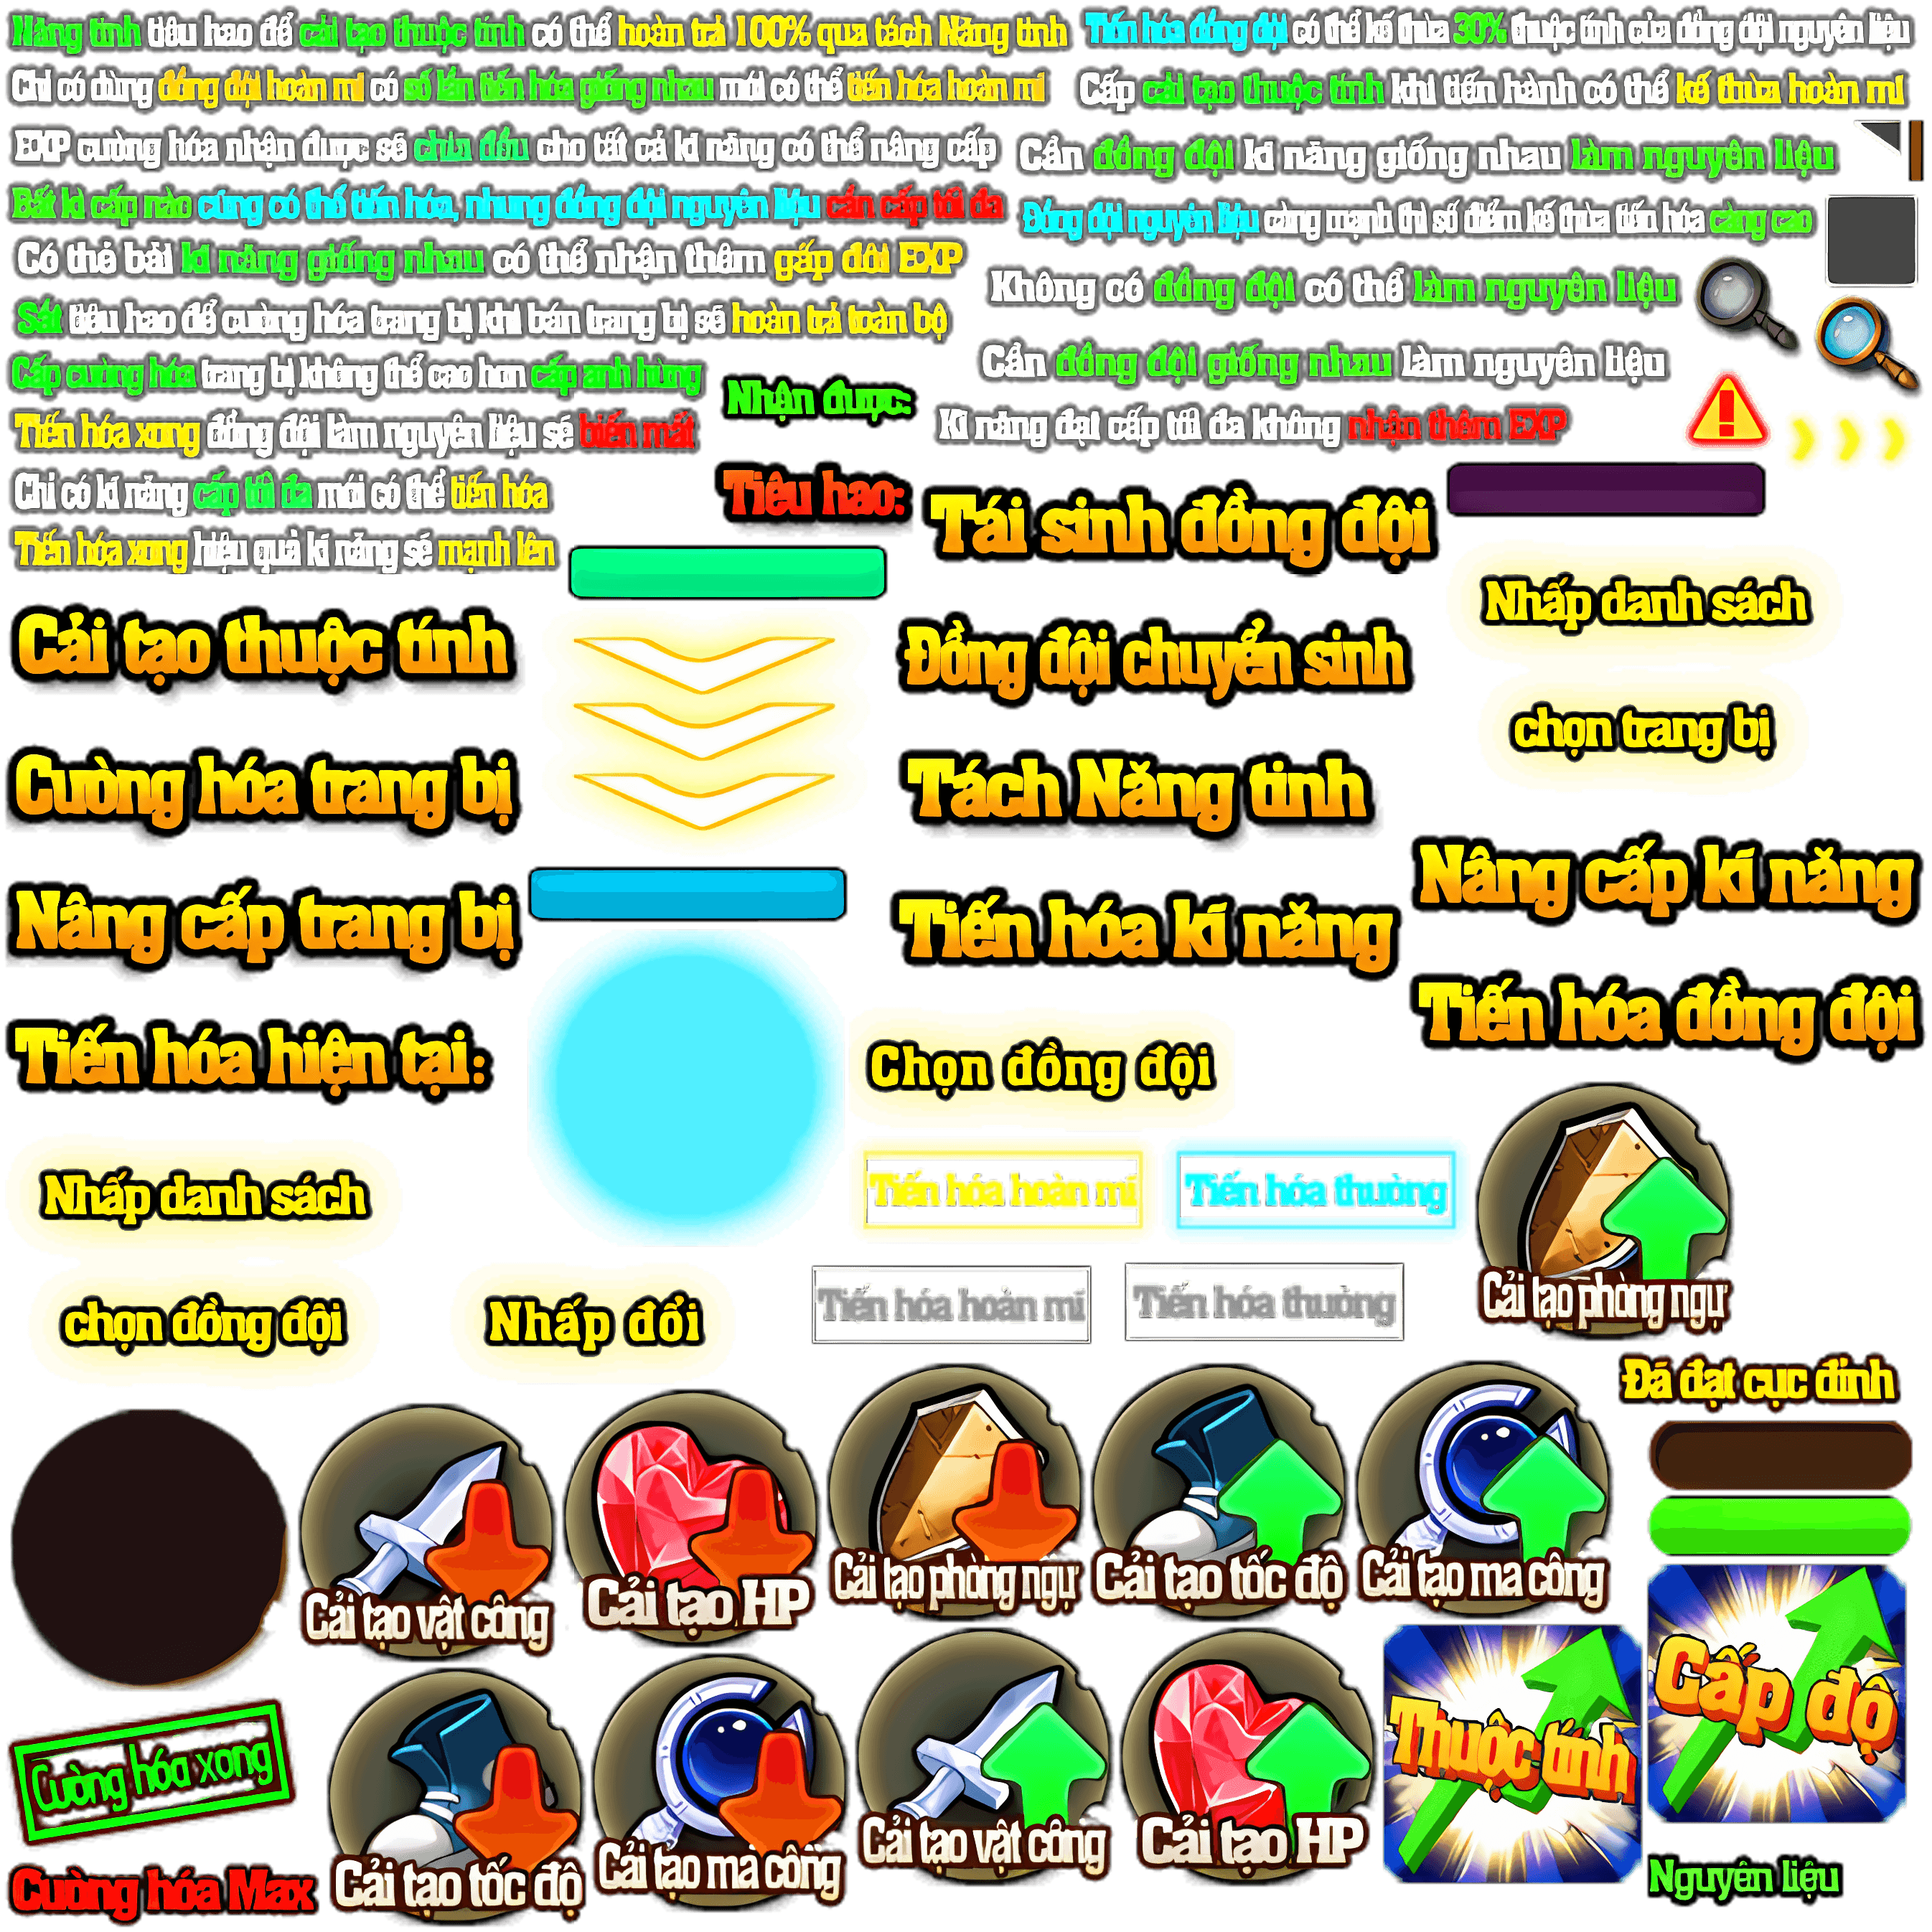 Năng tinh tiêu hao để cải tạo thuộc tính có thể hoàn trả 100% qua tách Năng tinh
Tiến hóa đồng đội có thể kế thừa 30% thuộc tính của đồng đội nguyên liệu
Chỉ có dùng đồng đội hoàn mĩ có số lần tiến hóa giống nhau mới có thể tiến hóa hoàn mĩ
Cấp cải tạo thuộc tính khi tiến hành có thể kế thừa hoàn mĩ
EXP cường hóa nhận được sẽ chia đều cho tất cả kĩ năng có thể nâng cấp
Cần đồng đội kĩ năng giống nhau làm nguyên liệu
Bất kì cấp nào cũng có thể tiến hóa, nhưng đồng đội nguyên liệu cần cấp tối đa
Đồng đội nguyên liệu càng mạnh thì số điểm kế thừa tiến hóa càng cao
Có thẻ bài kĩ năng giống nhau có thể nhận thêm gấp đôi EXP
Không có đồng đội có thể làm nguyên liệu
Sắt tiêu hao để cường hóa trang bị khi bán trang bị sẽ hoàn trả toàn bộ
Cấp cường hóa trang bị không thể cao hơn cấp anh hùng
Cần đồng đội giống nhau làm nguyên liệu
Nhận được:
Tiến hóa xong đồng đội làm nguyên liệu sẽ biến mất
Kĩ năng đạt cấp tối đa không nhận thêm EXP
Chỉ có kĩ năng cấp tối đa mới có thể tiến hóa
Tiêu hao:
Tái sinh đồng đội
Tiến hóa xong hiệu quả kĩ năng sẽ mạnh lên
Nhấp danh sách
Cải tạo thuộc tính
Đồng đội chuyển sinh
chọn trang bị
Cường hóa trang bị
Tách Năng tinh
Nâng cấp kĩ năng
Nâng cấp trang bị
Tiến hóa kĩ năng
Tiến hóa đồng đội
Tiến hóa hiện tại:
Chọn đồng đội
Nhấp danh sách
Tiến hóa hoàn mĩ
Tiến hóa thường
Cải tạo phòng ngự
chọn đồng đội
Nhấp đổi
Tiến hóa hoàn mĩ
Tiến hóa thường
Đã đạt cực đỉnh
Cải tạo vật công
Cải tạo HP
Cải tạo phòng ngự
Cải tạo tốc độ
Cải tạo ma công
Cấp độ
Thuộc tính
Cường hóa xong
Cải tạo tốc độ
Cải tạo ma công
Cải tạo vật công
Cải tạo HP
Nguyên liệu
Cường hóa Max